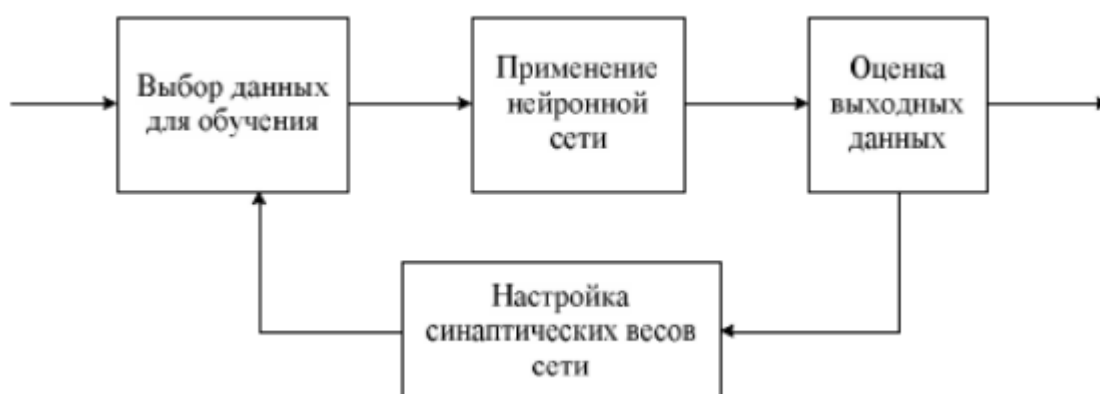 Выбор данных
для обучения
Применение
нейронной
сети
Оценка
выходных
данных
Настройка
синаптических весов
сети